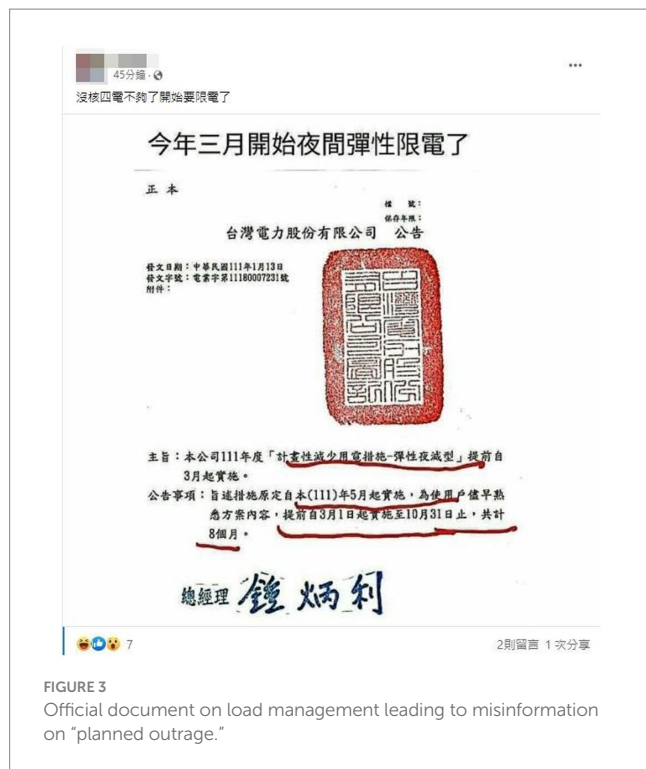 45分鐘 ·
沒核四電不夠了開始要限電了
今年三月開始夜間彈性限電了
正本
檔 號:
保存年限:
台灣電力股份有限公司 公告
發文日期:中華民國111年1月13日
發文字號:電業字第11180007231號
附件:
主旨:本公司111年度「計畫性減少用電措施-彈性夜減型」提前自
3月起實施。
公告事項:旨述措施原定自本(111)年5月起實施,為使用戶儘早熟
悉方案內容,提前自3月1日起實施至10月31日止,共計
8個月。
總經理 鍾炳利
7
2則留言 1次分享
FIGURE 3
Official document on load management leading to misinformation
on “planned outrage.”